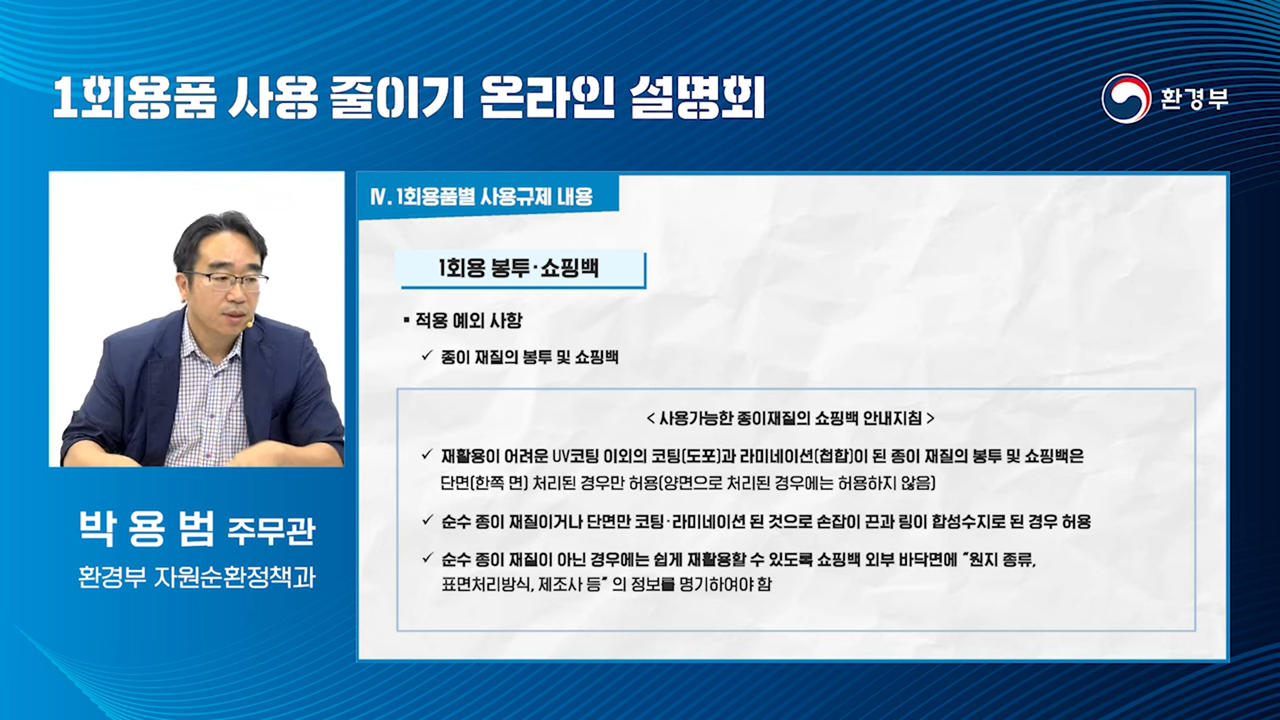 1회용품 사용 줄이기 온라인 설명회
환경부
Ⅳ. 1회용품별 사용규제 내용
1회용 봉투·쇼핑백
▪ 적용 예외 사항
✓ 종이 재질의 봉투 및 쇼핑백
< 사용가능한 종이재질의 쇼핑백 안내지침 >
✓ 재활용이 어려운 UV코팅 이외의 코팅(도포)과 라미네이션(첩합)이 된 종이 재질의 봉투 및 쇼핑백은
단면(한쪽 면) 처리된 경우만 허용(양면으로 처리된 경우에는 허용하지 않음)
✓ 순수 종이 재질이거나 단면만 코팅·라미네이션 된 것으로 손잡이 끈과 링이 합성수지로 된 경우 허용
✓ 순수 종이 재질이 아닌 경우에는 쉽게 재활용할 수 있도록 쇼핑백 외부 바닥면에 “원지 종류,
표면처리방식, 제조사 등” 의 정보를 명기하여야 함
박 용 범 주무관
환경부 자원순환정책과